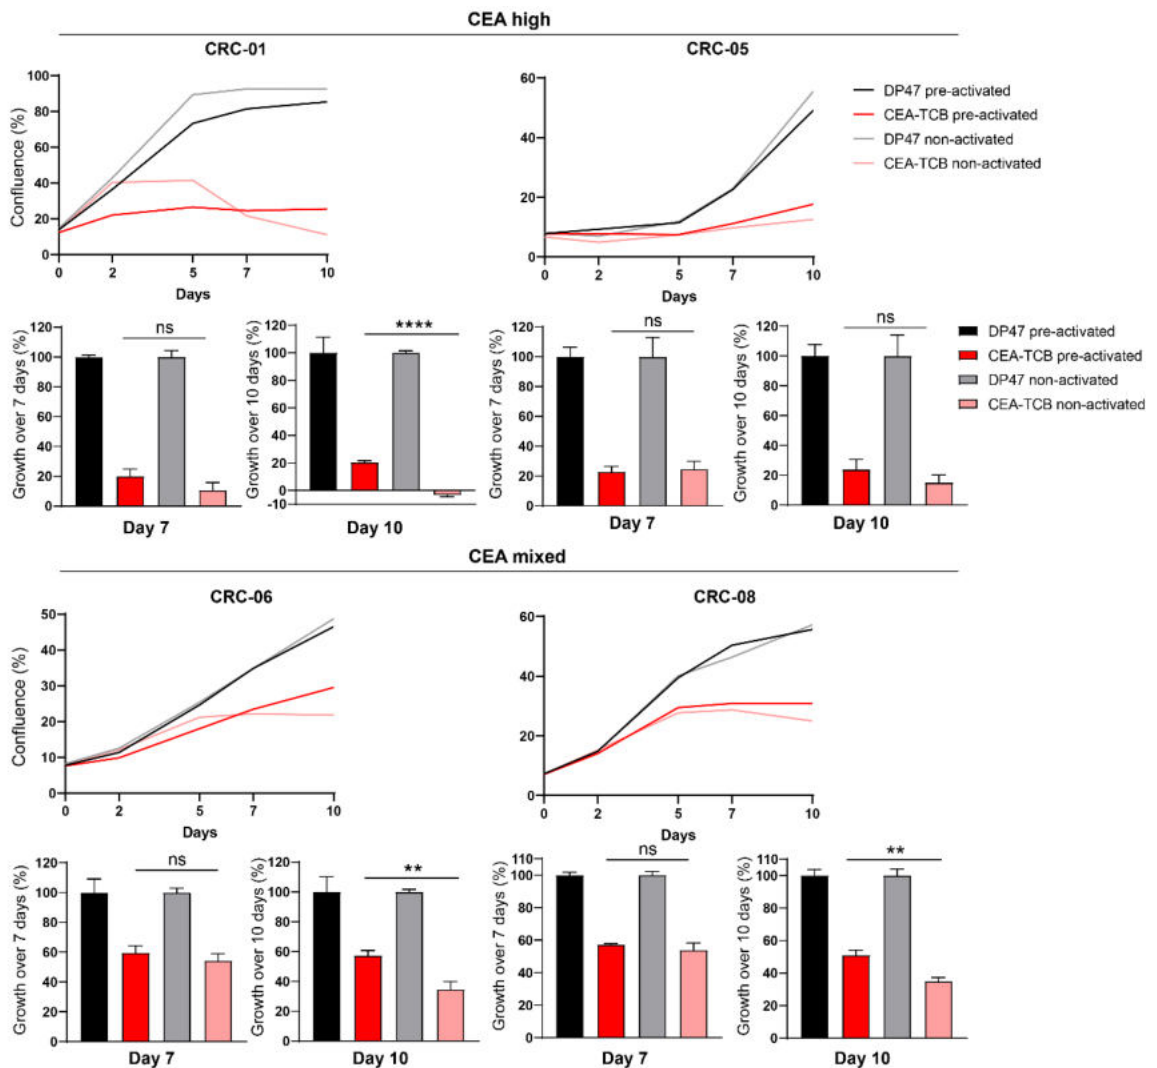 CEA high
CRC-01
CRC-05
Confluence (%)
100
80
60
40
20
0
0 2 5 7 10
Days
60
40
20
0
0 2 5 7 10
Days
DP47 pre-activated
CEA-TCB pre-activated
DP47 non-activated
CEA-TCB non-activated
Growth over 7 days (%)
120
100
80
60
40
20
0
ns
Day 7
Growth over 10 days (%)
120
100
80
60
40
20
0
-10
****
Day 10
Growth over 7 days (%)
120
100
80
60
40
20
0
ns
Day 7
Growth over 10 days (%)
120
100
80
60
40
20
0
ns
Day 10
DP47 pre-activated
CEA-TCB pre-activated
DP47 non-activated
CEA-TCB non-activated
CEA mixed
CRC-06
CRC-08
Confluence (%)
50
40
30
20
10
0
0 2 5 7 10
Days
60
40
20
0
0 2 5 7 10
Days
Growth over 7 days (%)
120
100
80
60
40
20
0
ns
Day 7
Growth over 10 days (%)
120
100
80
60
40
20
0
**
Day 10
Growth over 7 days (%)
110
100
80
60
40
20
0
ns
Day 7
Growth over 10 days (%)
110
100
80
60
40
20
0
**
Day 10